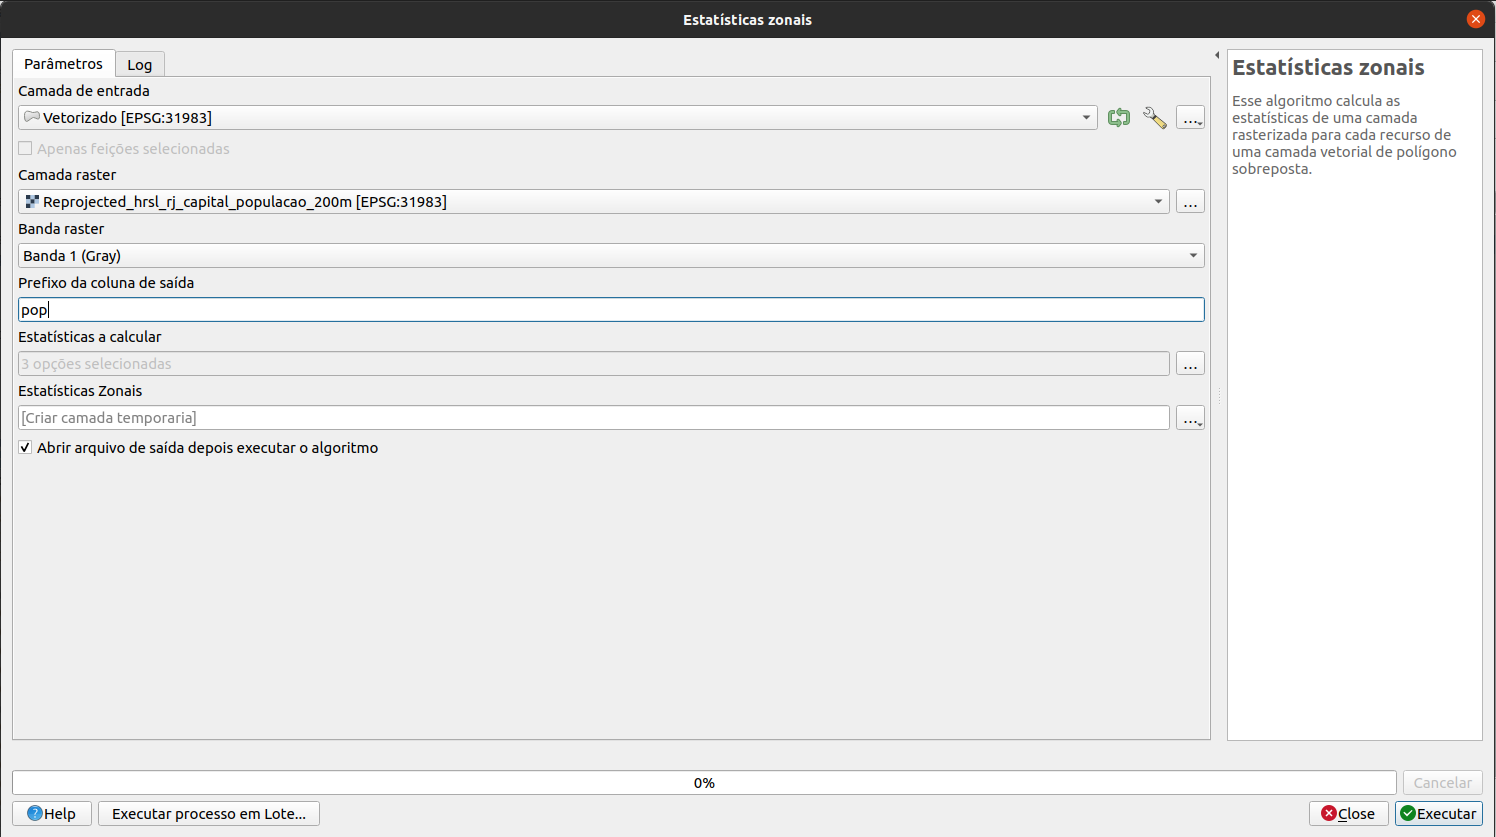 Estatísticas zonais
Parâmetros
Log
Camada de entrada
Vetorizado [EPSG:31983]
...
Apenas feições selecionadas
Camada raster
Reprojected_hrsl_rj_capital_populacao_200m [EPSG:31983]
...
Banda raster
Banda 1 (Gray)
Prefixo da coluna de saída
pop
Estatísticas a calcular
3 opções selecionadas
...
Estatísticas Zonais
[Criar camada temporaria]
...
Abrir arquivo de saída depois executar o algoritmo
Estatísticas zonais
Esse algoritmo calcula as
estatísticas de uma camada
rasterizada para cada recurso de
uma camada vetorial de polígono
sobreposta.
0%
Cancelar
Help
Executar processo em Lote...
Close
Executar